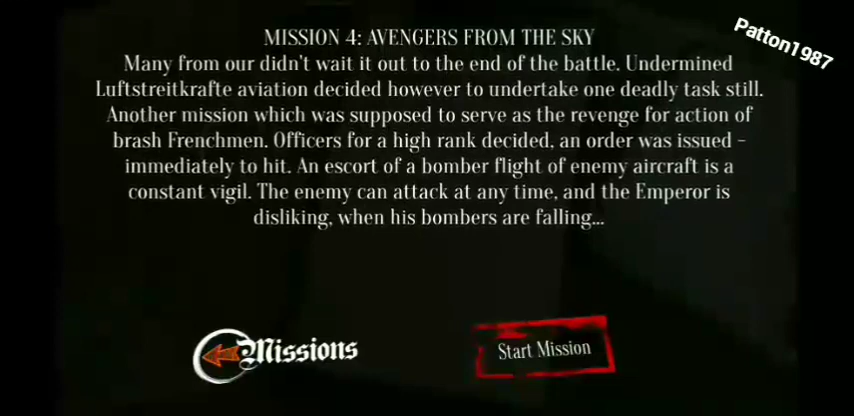 MISSION 4: AVENGERS FROM THE SKY
Many from our didn't wait it out to the end of the battle. Undermined
Luftstreitkrafte aviation decided however to undertake one deadly task still.
Another mission which was supposed to serve as the revenge for action of
brash Frenchmen. Officers for a high rank decided, an order was issued -
immediately to hit. An escort of a bomber flight of enemy aircraft is a
constant vigil. The enemy can attack at any time, and the Emperor is
disliking, when his bombers are falling...
Patton1987
Missions
Start Mission